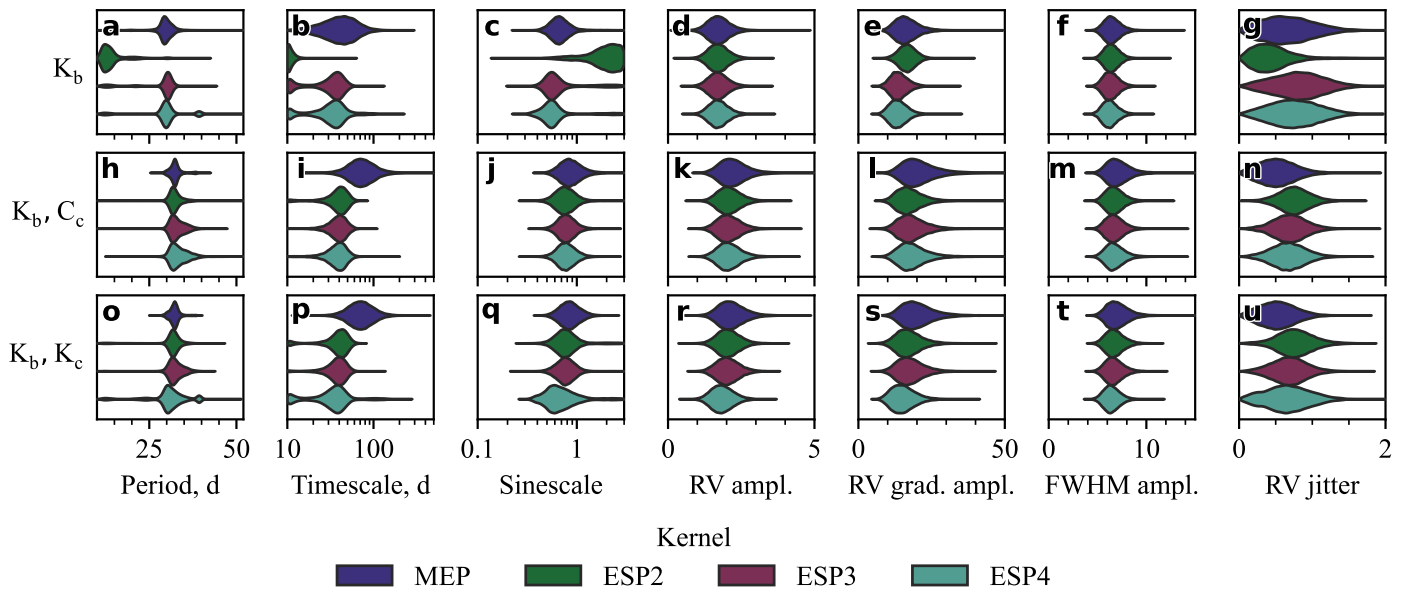 a b c d e f g
K_b
h i j k l m n
K_b, C_c
o p q r s t u
K_b, K_c
25 50 10 100 0.1 1 0 5 0 50 0 10 0 2
Period, d Timescale, d Sinescale RV ampl. RV grad. ampl. FWHM ampl. RV jitter
Kernel
MEP ESP2 ESP3 ESP4